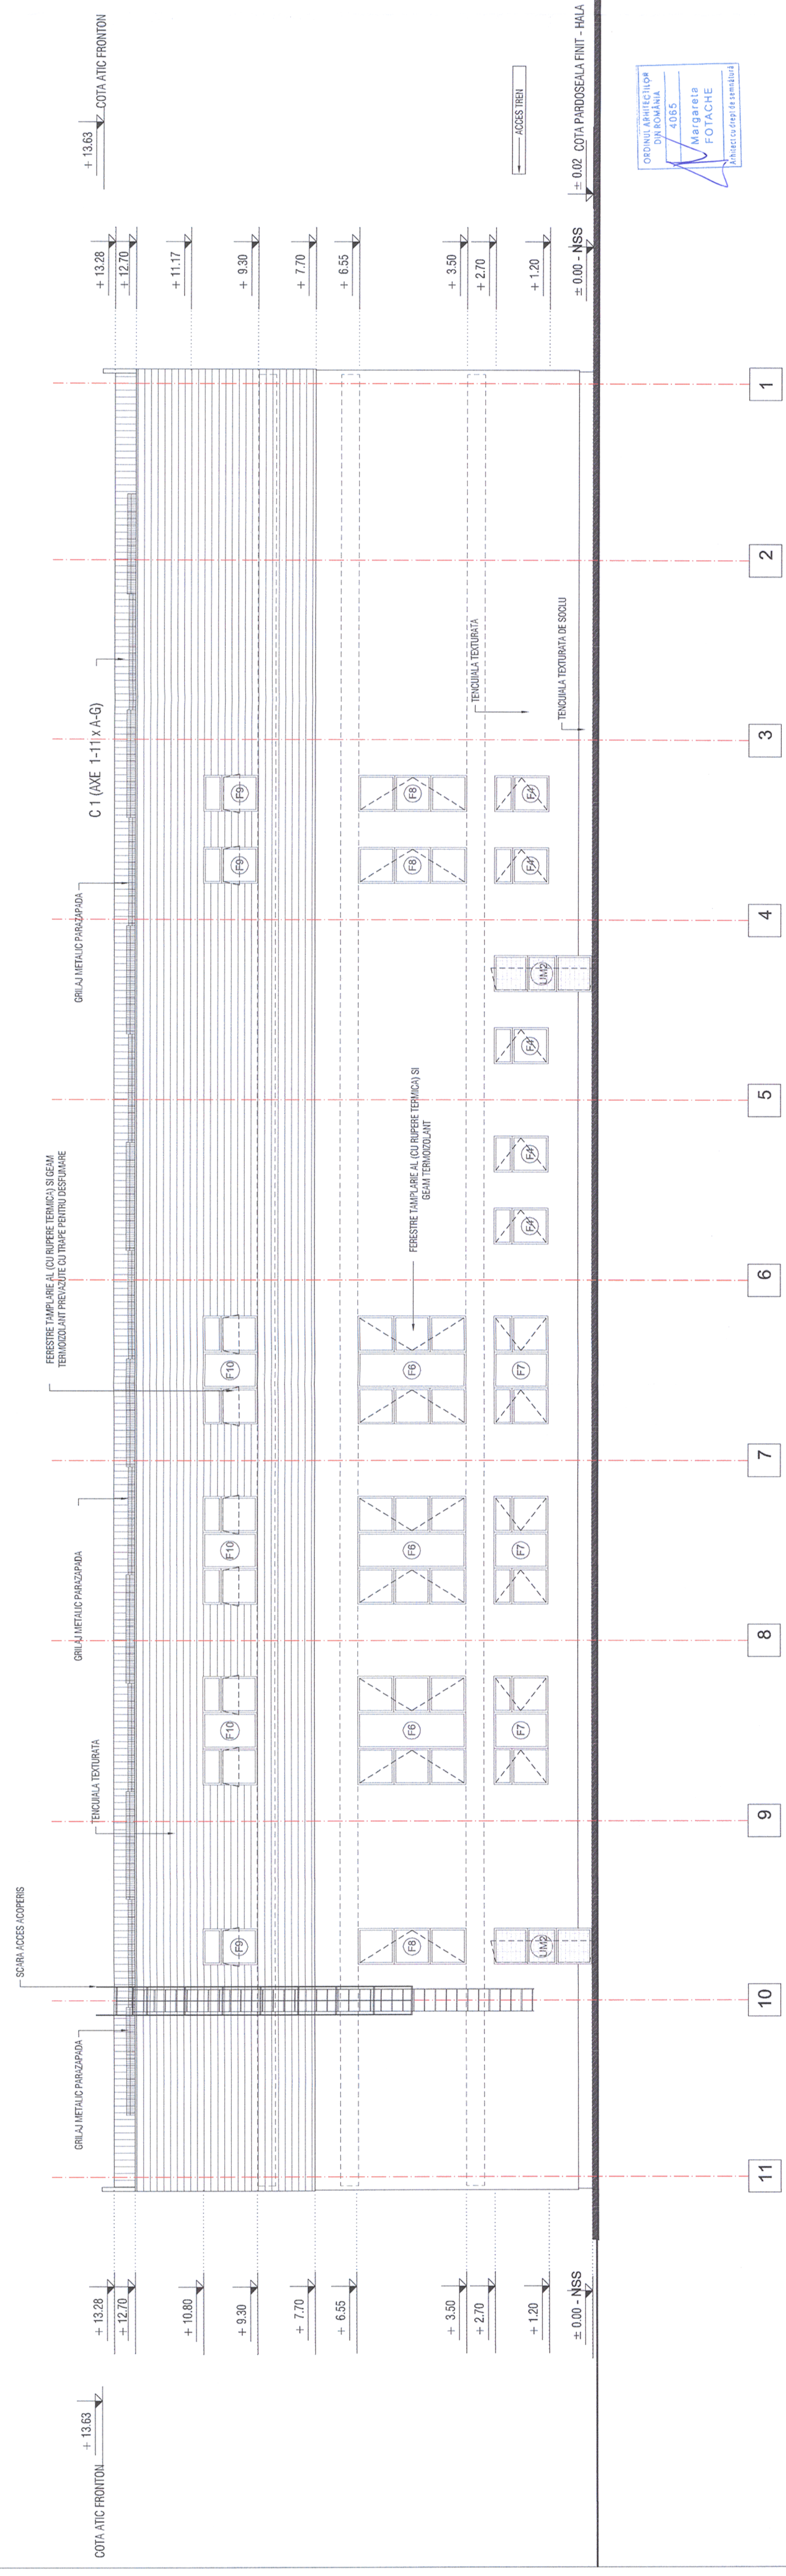 SCARA ACCES ACOPERIS
FERESTRE TAMPLARIE AL (CU RUPERE TERMICA) SI GEAM
TERMOIZOLANT PREVAZUTE CU TRAPE PENTRU DESFUMARE
GRILAJ METALIC PARAZAPADA
GRILAJ METALIC PARAZAPADA
GRILAJ METALIC PARAZAPADA
TENCUIALA TEXTURATA
C 1 (AXE 1-11 x A-G)
COTA ATIC FRONTON
+ 13.63
+ 13.63
COTA ATIC FRONTON
+ 13.28
+ 12.70
+ 10.80
+ 9.30
+ 7.70
+ 6.55
+ 3.50
+ 2.70
+ 1.20
± 0.00 - NSS
+ 13.28
+ 12.70
+ 11.17
+ 9.30
+ 7.70
+ 6.55
+ 3.50
+ 2.70
+ 1.20
± 0.00 - NSS
F9
F10
F10
F10
F9
F9
F8
F6
F6
F6
F8
F8
FERESTRE TAMPLARIE AL (CU RUPERE TERMICA) SI
GEAM TERMOIZOLANT
UM2
F7
F7
F7
F4
F4
F4
UM2
F4
F4
TENCUIALA TEXTURATA
TENCUIALA TEXTURATA DE SOCLU
ACCES TREN
± 0.02 COTA PARDOSEALA FINIT - HALA
11
10
9
8
7
6
5
4
3
2
1
ORDINUL ARHITECȚILOR
DIN ROMÂNIA
4065
Margareta
FOTACHE
Arhitect cu drept de semnătură